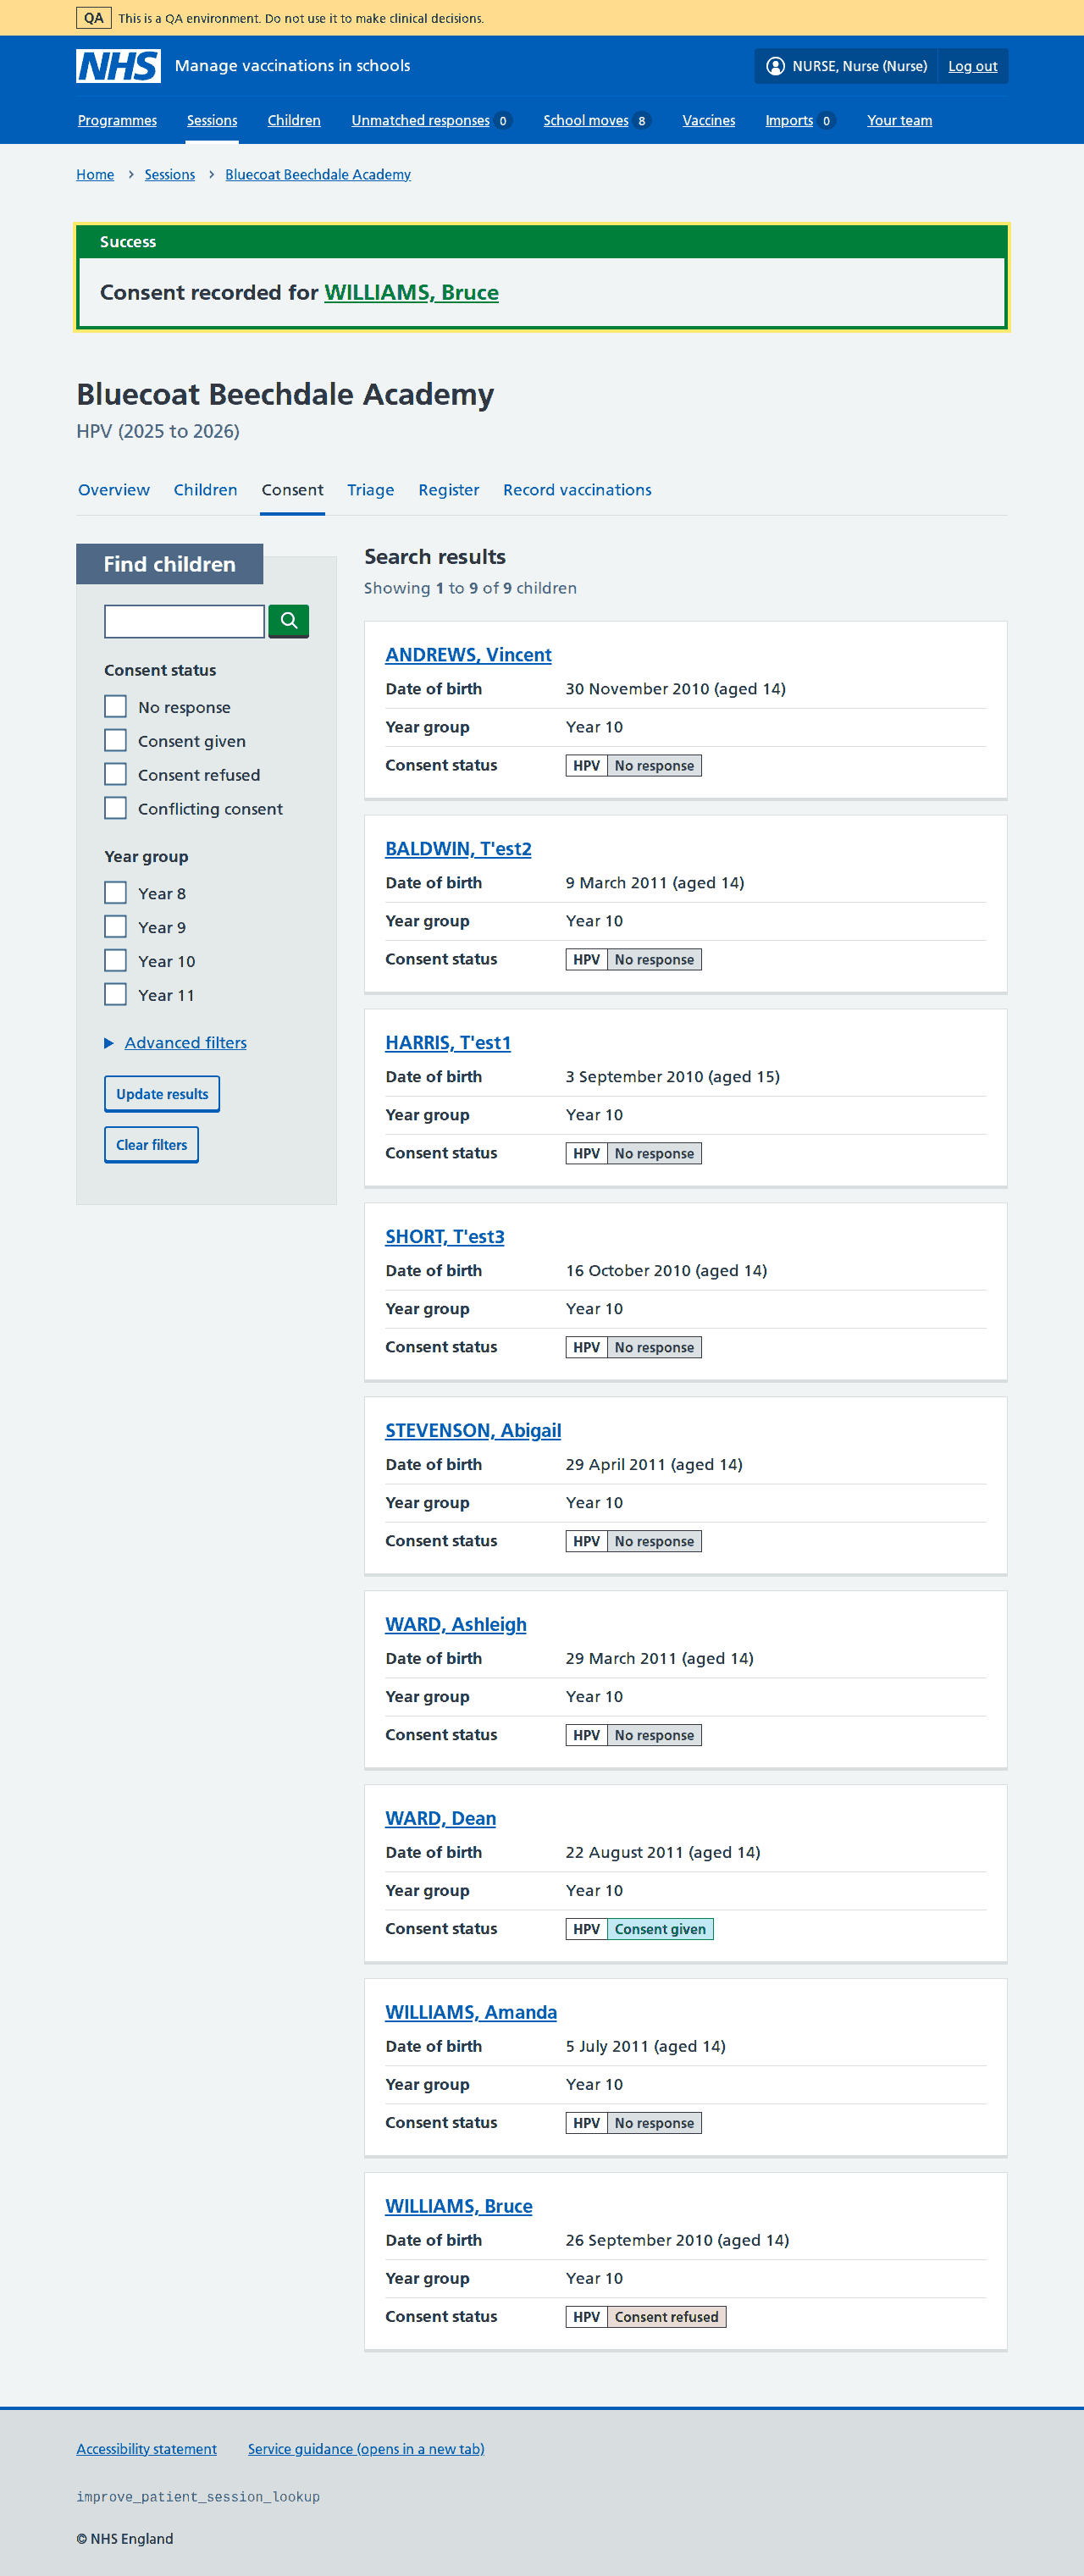 QA This is a QA environment. Do not use it to make clinical decisions.
NHS Manage vaccinations in schools NURSE, Nurse (Nurse) Log out
Programmes Sessions Children Unmatched responses 0 School moves 8 Vaccines Imports 0 Your team
Home Sessions Bluecoat Beechdale Academy
Success
Consent recorded for WILLIAMS, Bruce
Bluecoat Beechdale Academy
HPV (2025 to 2026)
Overview Children Consent Triage Register Record vaccinations
Find children
Consent status
No response
Consent given
Consent refused
Conflicting consent
Year group
Year 8
Year 9
Year 10
Year 11
Advanced filters
Update results
Clear filters
Search results
Showing 1 to 9 of 9 children
ANDREWS, Vincent
Date of birth 30 November 2010 (aged 14)
Year group Year 10
Consent status HPV No response
BALDWIN, T'est2
Date of birth 9 March 2011 (aged 14)
Year group Year 10
Consent status HPV No response
HARRIS, T'est1
Date of birth 3 September 2010 (aged 15)
Year group Year 10
Consent status HPV No response
SHORT, T'est3
Date of birth 16 October 2010 (aged 14)
Year group Year 10
Consent status HPV No response
STEVENSON, Abigail
Date of birth 29 April 2011 (aged 14)
Year group Year 10
Consent status HPV No response
WARD, Ashleigh
Date of birth 29 March 2011 (aged 14)
Year group Year 10
Consent status HPV No response
WARD, Dean
Date of birth 22 August 2011 (aged 14)
Year group Year 10
Consent status HPV Consent given
WILLIAMS, Amanda
Date of birth 5 July 2011 (aged 14)
Year group Year 10
Consent status HPV No response
WILLIAMS, Bruce
Date of birth 26 September 2010 (aged 14)
Year group Year 10
Consent status HPV Consent refused
Accessibility statement Service guidance (opens in a new tab)
improve_patient_session_lookup
© NHS England